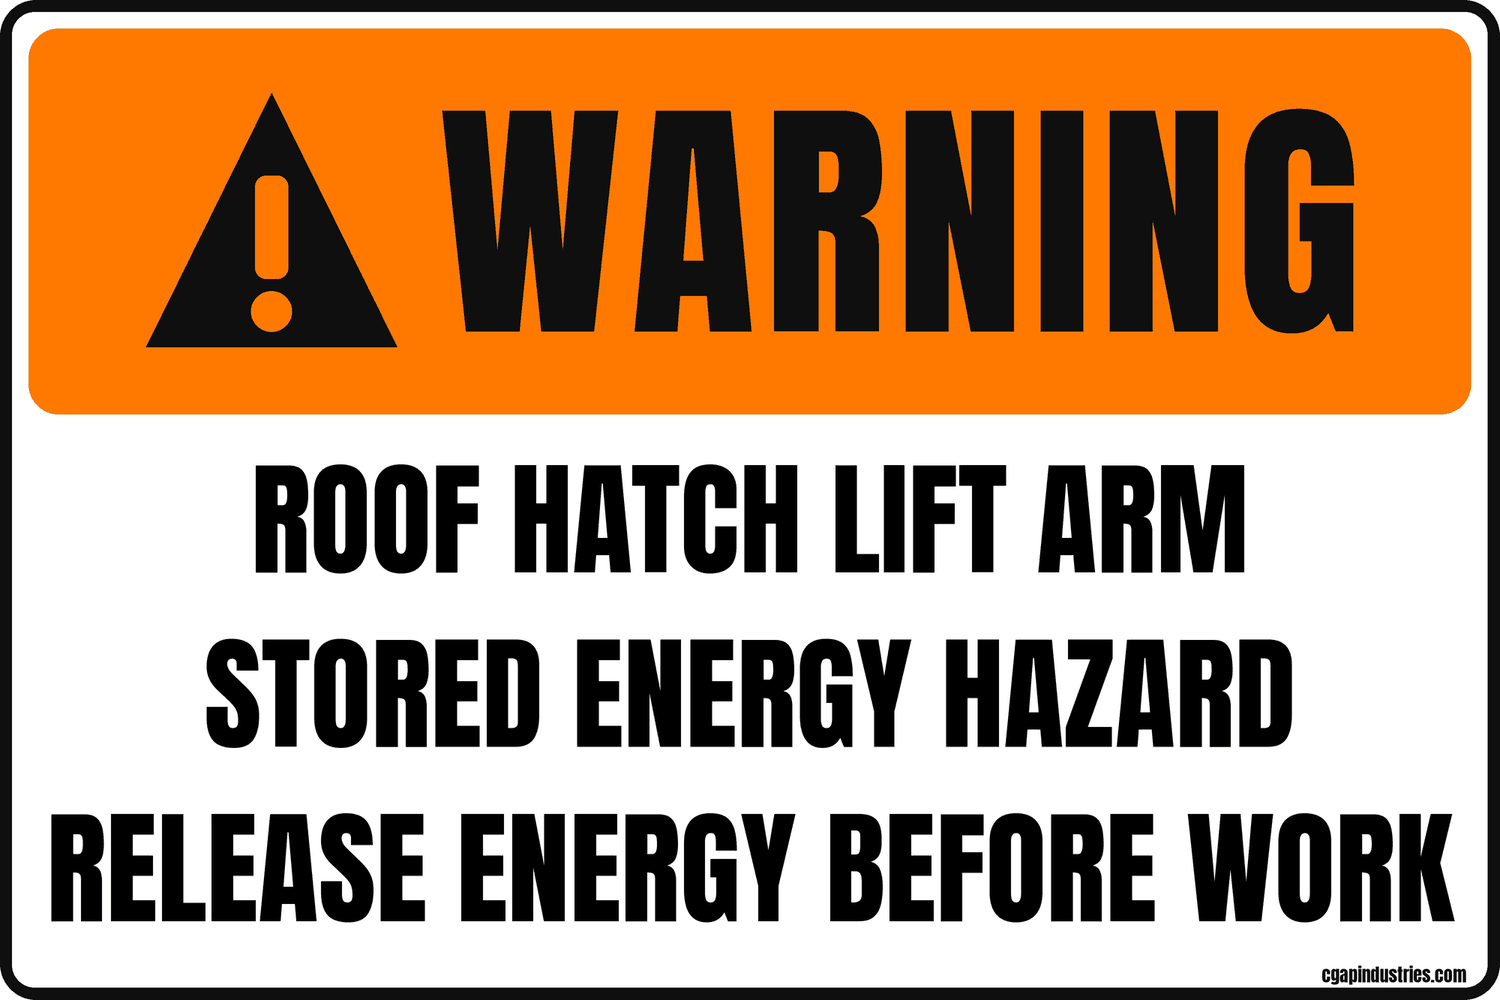 WARNING
ROOF HATCH LIFT ARM
STORED ENERGY HAZARD
RELEASE ENERGY BEFORE WORK
cgapindustries.com